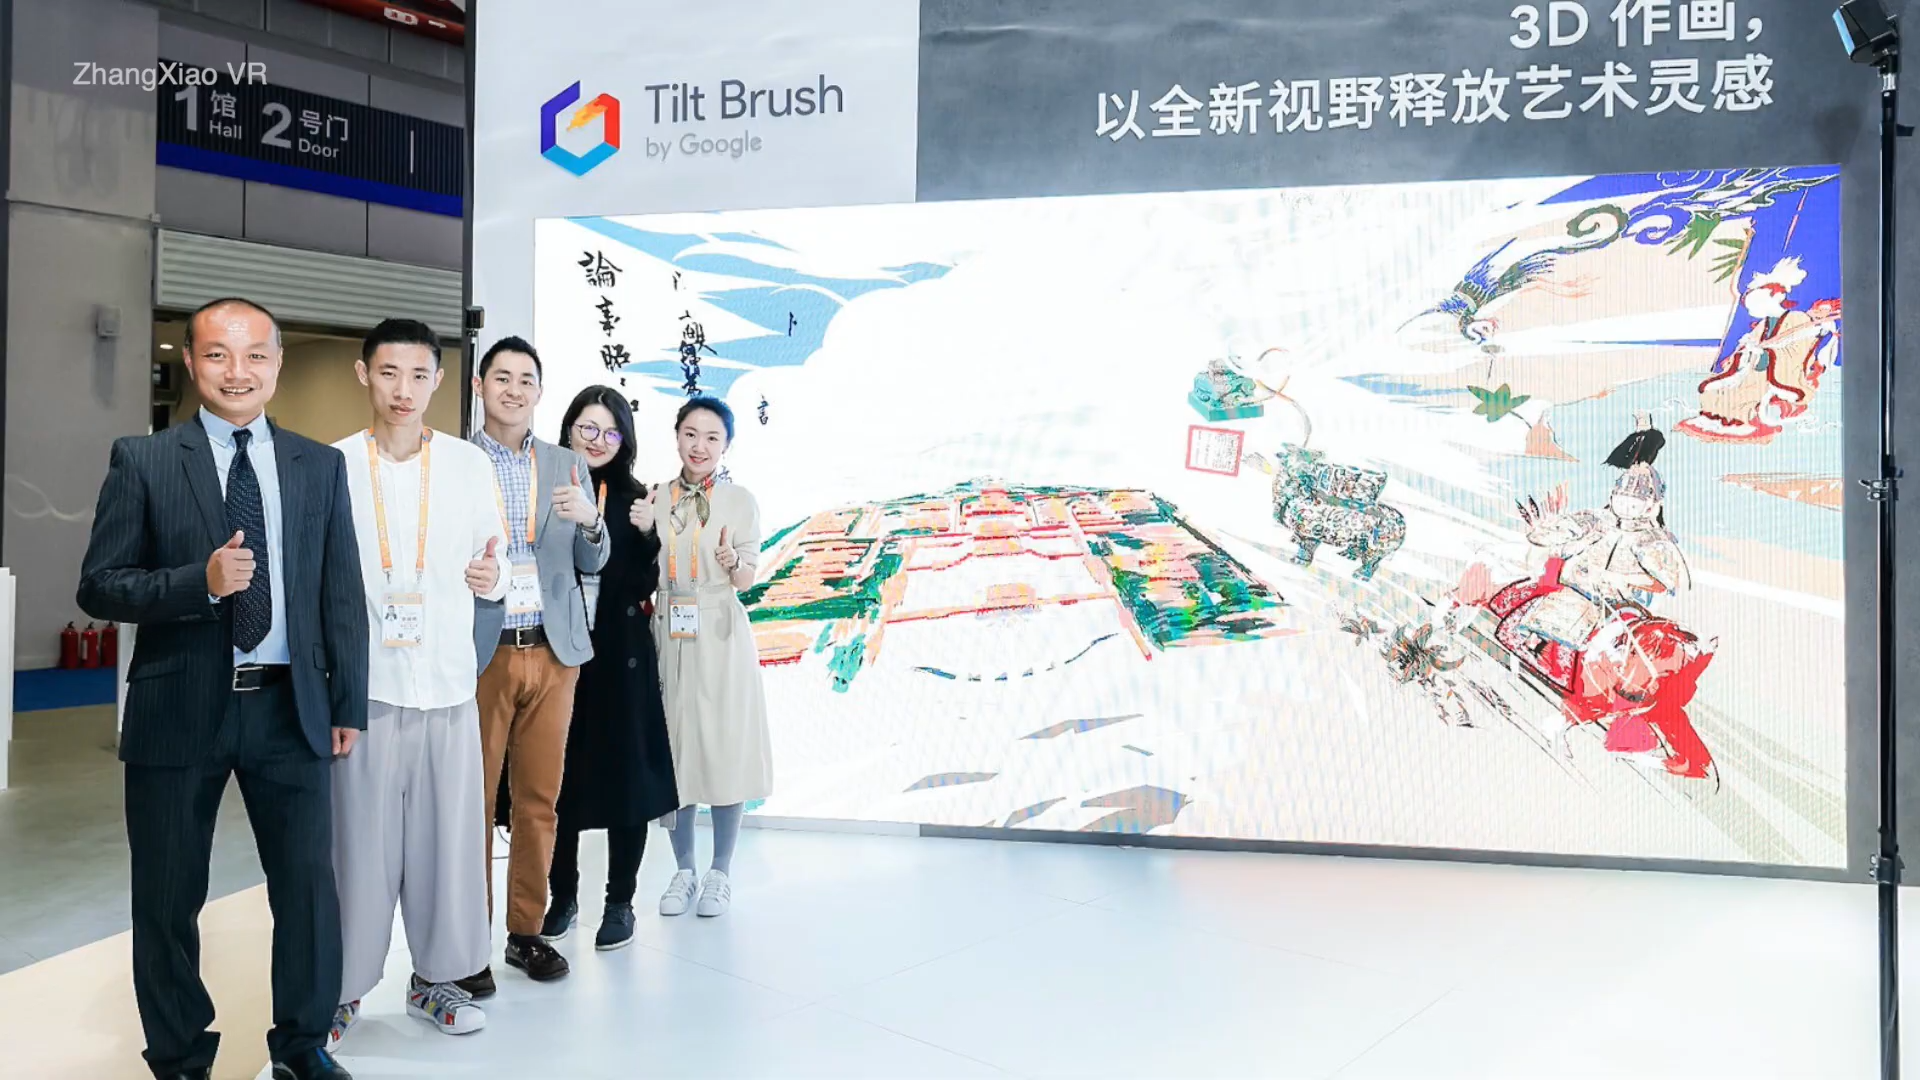 ZhangXiao VR
1 馆 Hall 2 号门 Door
Tilt Brush
by Google
3D 作画，
以全新视野释放艺术灵感
論